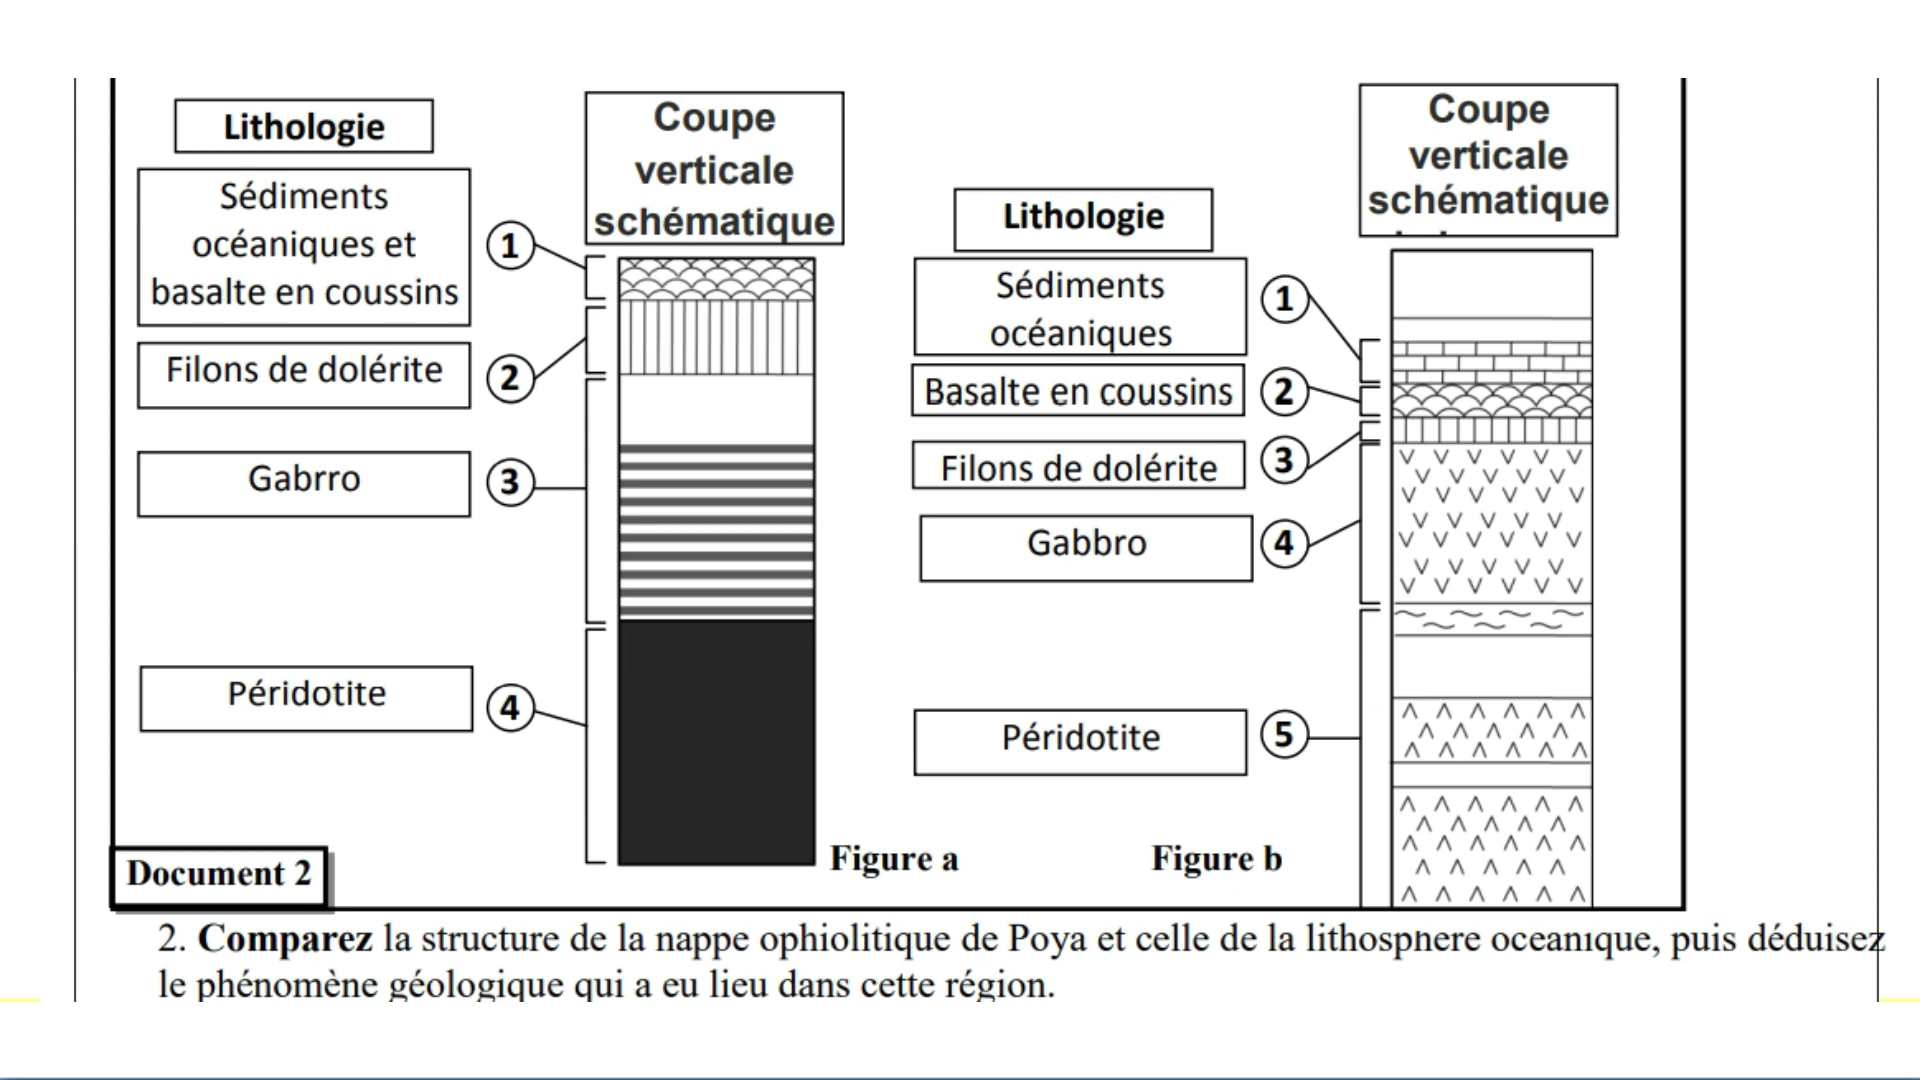 Lithologie
Sédiments
océaniques et
basalte en coussins
1
Filons de dolérite
2
Gabrro
3
Péridotite
4
Coupe
verticale
schématique
Figure a
Lithologie
Sédiments
océaniques
1
Basalte en coussins
2
Filons de dolérite
3
Gabbro
4
Péridotite
5
Coupe
verticale
schématique
Figure b
Document 2
2. Comparez la structure de la nappe ophiolitique de Poya et celle de la lithosphère océanique, puis déduisez
le phénomène géologique qui a eu lieu dans cette région.